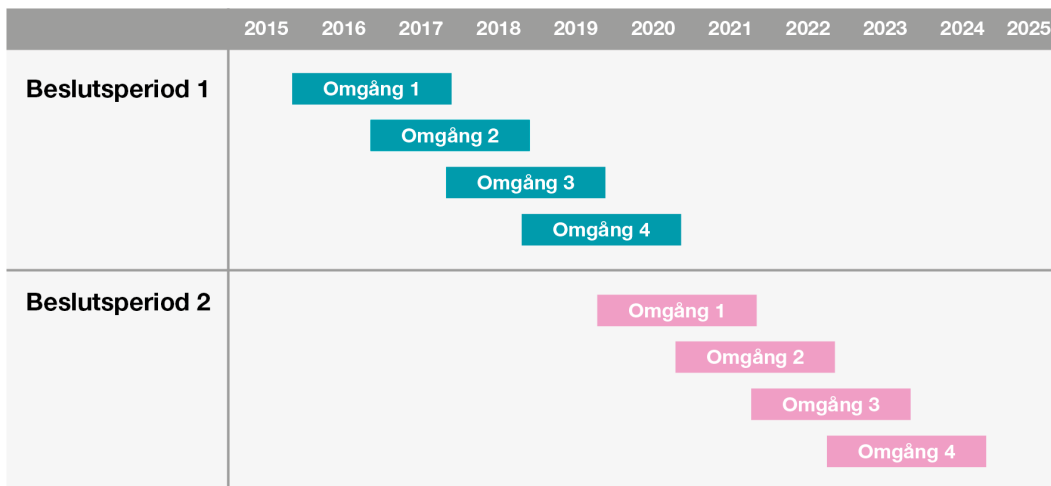 2015 2016 2017 2018 2019 2020 2021 2022 2023 2024 2025
Beslutsperiod 1
Omgång 1
Omgång 2
Omgång 3
Omgång 4
Beslutsperiod 2
Omgång 1
Omgång 2
Omgång 3
Omgång 4